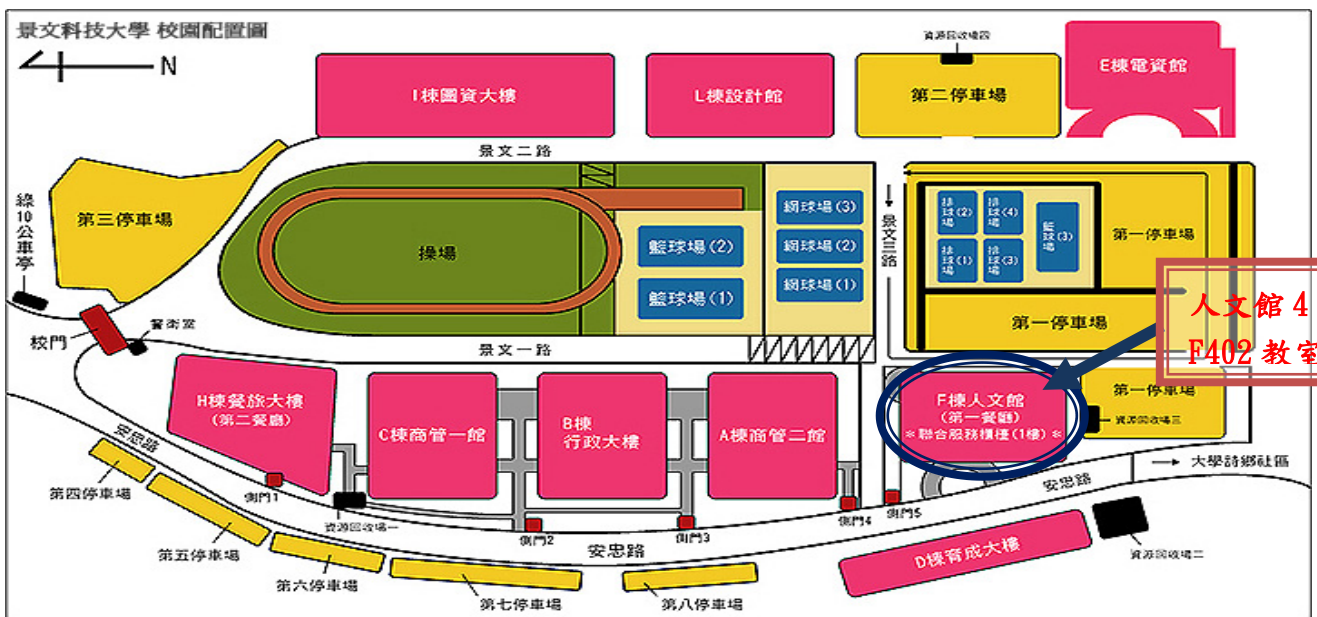 景文科技大學 校園配置圖
N
資源回收場四
I棟圖資大樓
L棟設計館
第二停車場
E棟電資館
景文二路
第三停車場
綠10公車亭
校門
警衛室
操場
籃球場(2)
籃球場(1)
網球場(3)
網球場(2)
網球場(1)
↓景文三路
排球場(2)
排球場(4)
籃球場(3)
排球場(1)
排球場(3)
第一停車場
第一停車場
人文館 4
F402 教室
景文一路
H棟餐旅大樓
(第二餐廳)
C棟商管一館
B棟
行政大樓
A棟商管二館
F棟人文館
(第一餐廳)
*聯合服務櫃檯(1樓)*
第一停車場
資源回收場三
→ 大學詩鄉社區
安忠路
安忠路
安忠路
側門1
資源回收場一
側門2
側門3
側門4
側門5
第四停車場
第五停車場
第六停車場
第七停車場
第八停車場
D棟育成大樓
資源回收場二